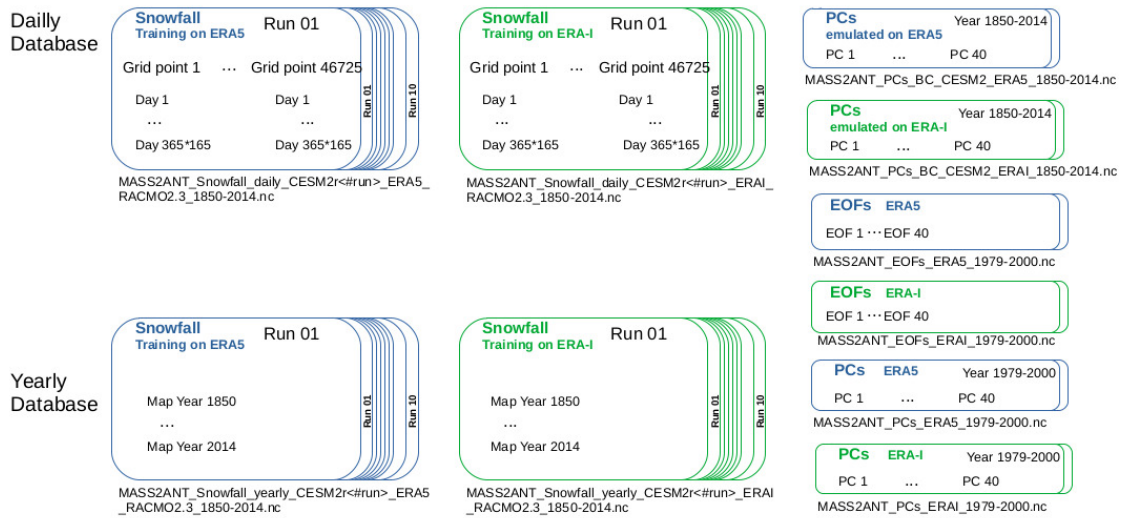 Dailly
Database
Snowfall
Training on ERA5
Run 01
Grid point 1 ... Grid point 46725
Day 1 Day 1
... ...
Day 365*165 Day 365*165
Run 01
Run 10
MASS2ANT_Snowfall_daily_CESM2r<#run>_ERA5_
RACMO2.3_1850-2014.nc
Snowfall
Training on ERA-I
Run 01
Grid point 1 ... Grid point 46725
Day 1 Day 1
... ...
Day 365*165 Day 365*165
Run 01
Run 10
MASS2ANT_Snowfall_daily_CESM2r<#run>_ERAI_
RACMO2.3_1850-2014.nc
PCs Year 1850-2014
emulated on ERA5
PC 1 ... PC 40
MASS2ANT_PCs_BC_CESM2_ERA5_1850-2014.nc
PCs Year 1850-2014
emulated on ERA-I
PC 1 ... PC 40
MASS2ANT_PCs_BC_CESM2_ERAI_1850-2014.nc
EOFs ERA5
EOF 1 ... EOF 40
MASS2ANT_EOFs_ERA5_1979-2000.nc
EOFs ERA-I
EOF 1 ... EOF 40
MASS2ANT_EOFs_ERAI_1979-2000.nc
PCs ERA5 Year 1979-2000
PC 1 ... PC 40
MASS2ANT_PCs_ERA5_1979-2000.nc
PCs ERA-I Year 1979-2000
PC 1 ... PC 40
MASS2ANT_PCs_ERAI_1979-2000.nc
Yearly
Database
Snowfall
Training on ERA5
Run 01
Map Year 1850
...
Map Year 2014
Run 01
Run 10
MASS2ANT_Snowfall_yearly_CESM2r<#run>_ERA5
_RACMO2.3_1850-2014.nc
Snowfall
Training on ERA-I
Run 01
Map Year 1850
...
Map Year 2014
Run 01
Run 10
MASS2ANT_Snowfall_yearly_CESM2r<#run>_ERAI
_RACMO2.3_1850-2014.nc